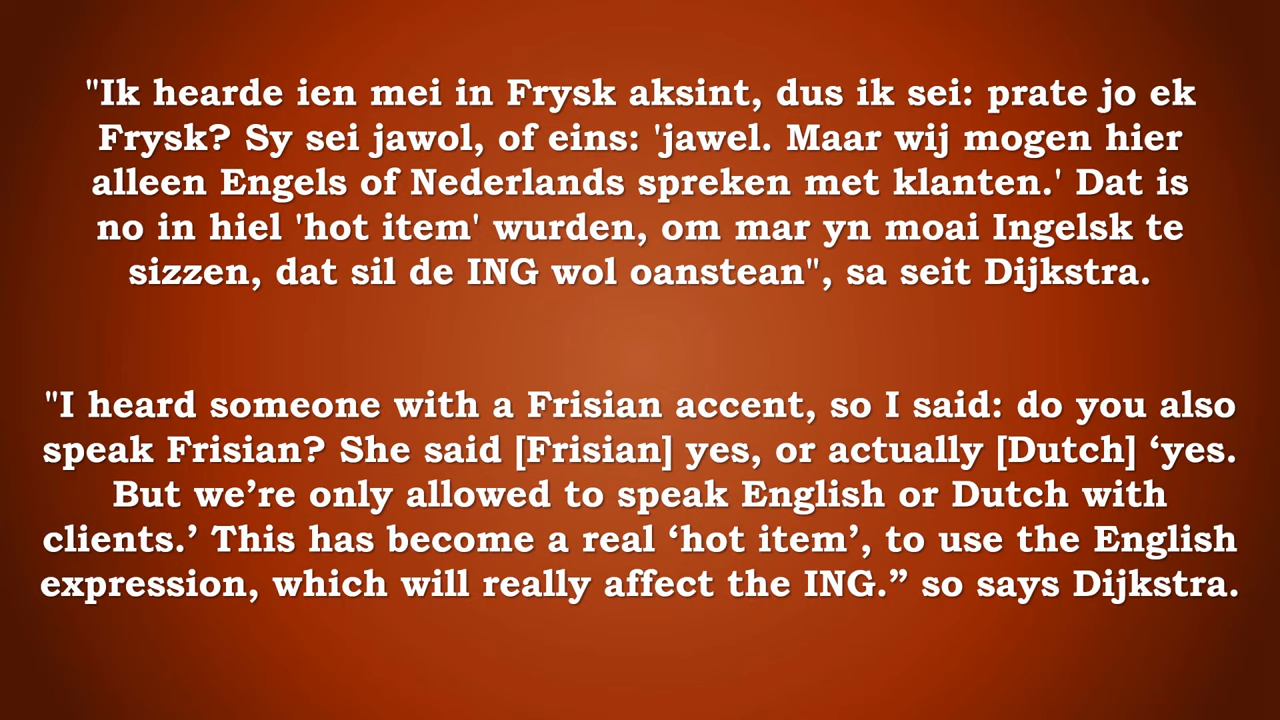 "Ik hearde ien mei in Frysk aksint, dus ik sei: prate jo ek
Frysk? Sy sei jawol, of eins: 'jawel. Maar wij mogen hier
alleen Engels of Nederlands spreken met klanten.' Dat is
no in hiel 'hot item' wurden, om mar yn moai Ingelsk te
sizzen, dat sil de ING wol oanstean", sa seit Dijkstra.
"I heard someone with a Frisian accent, so I said: do you also
speak Frisian? She said [Frisian] yes, or actually [Dutch] ‘yes.
But we’re only allowed to speak English or Dutch with
clients.’ This has become a real ‘hot item’, to use the English
expression, which will really affect the ING.” so says Dijkstra.